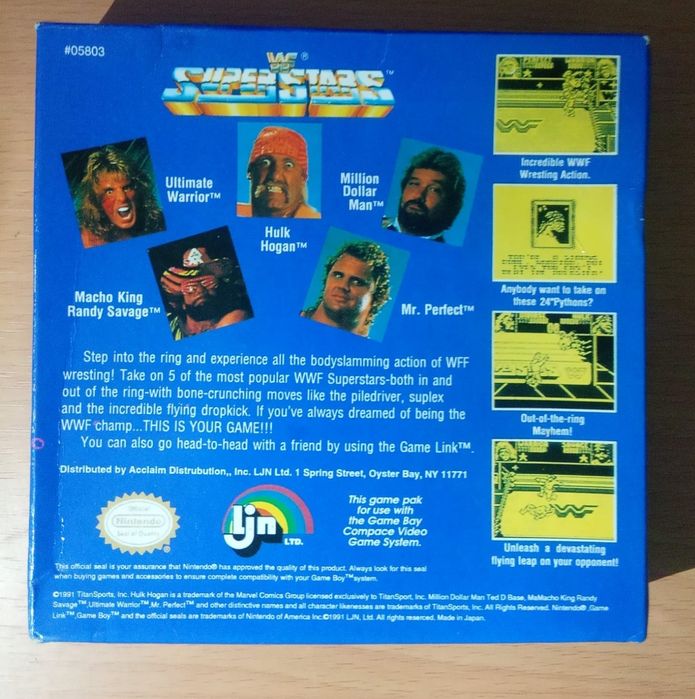 #05803
WF®
SUPERSTARS™
Ultimate
Warrior™
Hulk
Hogan™
Million
Dollar
Man™
Macho King
Randy Savage™
Mr. Perfect™
Incredible WWF
Wresting Action.
Anybody want to take on
these 24"Pythons?
Out-of-the-ring
Mayhem!
Unleash a devastating
flying leap on your opponent!
Step into the ring and experience all the bodyslamming action of WFF
wresting! Take on 5 of the most popular WWF Superstars-both in and
out of the ring-with bone-crunching moves like the piledriver, suplex
and the incredible flying dropkick. If you've always dreamed of being the
WWF champ...THIS IS YOUR GAME!!!
You can also go head-to-head with a friend by using the Game Link™.
Distributed by Acclaim Distrubution,, Inc. LJN Ltd. 1 Spring Street, Oyster Bay, NY 11771
Official
Nintendo
Seal of Quality
ljn
LTD.
This game pak
for use with
the Game Bay
Compace Video
Game System.
This official seal is your assurance that Nintendo® has approved the quality of this product. Always look for this seal
when buying games and accessories to ensure complete compatibility with your Game Boy™system.
©1991 TitanSports, Inc. Hulk Hogan is a trademark of the Marvel Comics Group licensed exclusively to TitanSport, Inc. Million Dollar Man Ted D Base, MaMacho King Randy
Savage™,Ultimate Warrior™,Mr. Perfect™ and other distinctive names and all character likenesses are trademarks of TitanSports, Inc. All Rights Reserved. Nintendo®,Game
Link™,Game Boy™ and the official seals are trademarks of Nintendo of America Inc.©1991 LJN, Ltd. All rights reserved. Made in Japan.